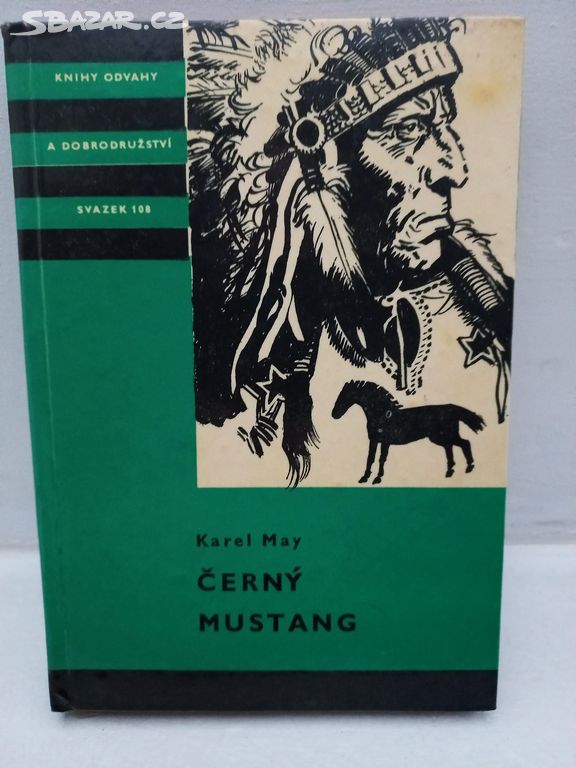 SBAZAR.CZ
KNIHY ODVAHY
A DOBRODRUŽSTVÍ
SVAZEK 108
Karel May
ČERNÝ
MUSTANG